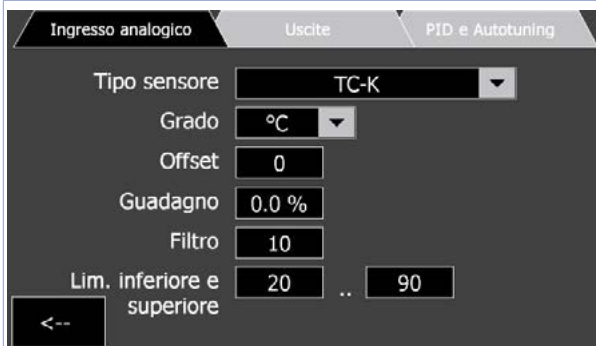 Ingresso analogico Uscite PID e Autotuning
Tipo sensore TC-K
Grado °C
Offset 0
Guadagno 0.0 %
Filtro 10
Lim. inferiore e 20 .. 90
superiore
<--